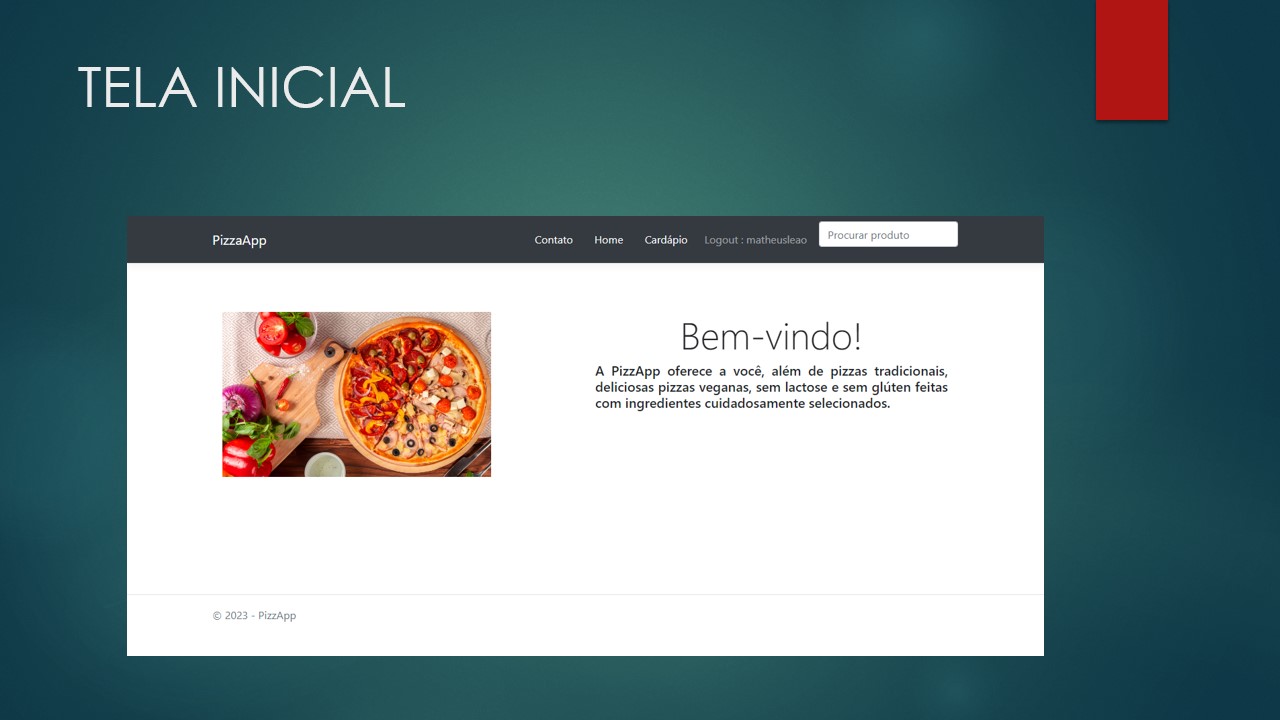 TELA INICIAL
PizzaApp Contato Home Cardápio Logout : matheusleao Procurar produto
Bem-vindo!
A PizzApp oferece a você, além de pizzas tradicionais,
deliciosas pizzas veganas, sem lactose e sem glúten feitas
com ingredientes cuidadosamente selecionados.
© 2023 - PizzApp